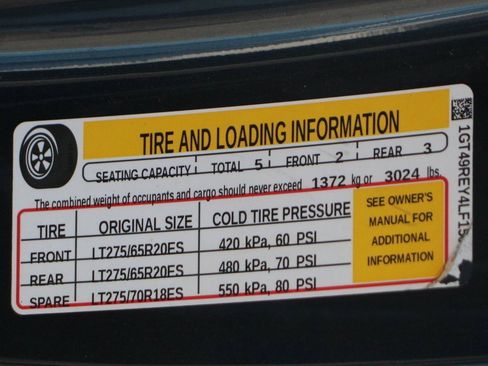 TIRE AND LOADING INFORMATION
SEATING CAPACITY TOTAL 5 FRONT 2 REAR 3
The combined weight of occupants and cargo should never exceed 1372 kg or 3024 lbs.
TIRE ORIGINAL SIZE COLD TIRE PRESSURE
FRONT LT275/65R20ES 420 kPa, 60 PSI
REAR LT275/65R20ES 480 kPa, 70 PSI
SPARE LT275/70R18ES 550 kPa, 80 PSI
SEE OWNER'S
MANUAL FOR
ADDITIONAL
INFORMATION
1GT49REY4LF15